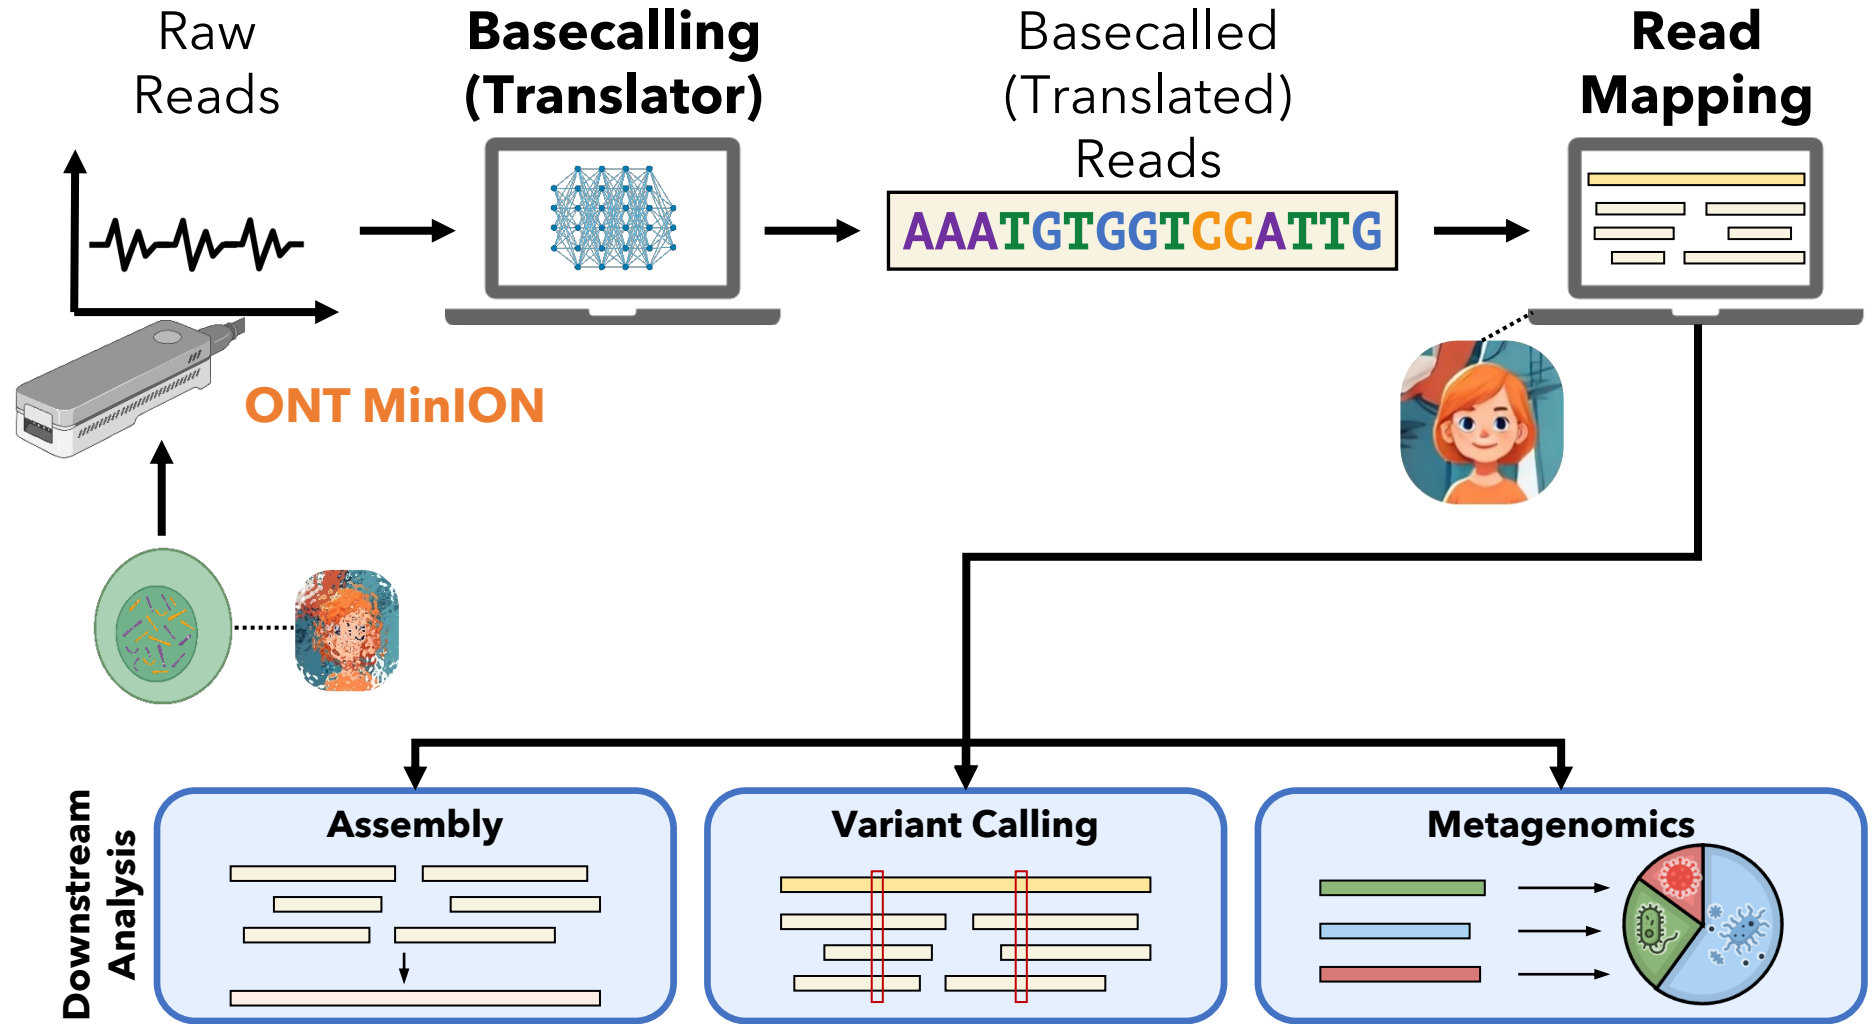 Raw
Reads
Basecalling
(Translator)
Basecalled
(Translated)
Reads
Read
Mapping
AAATGTGGTCCATTG
ONT MinION
Downstream
Analysis
Assembly
Variant Calling
Metagenomics